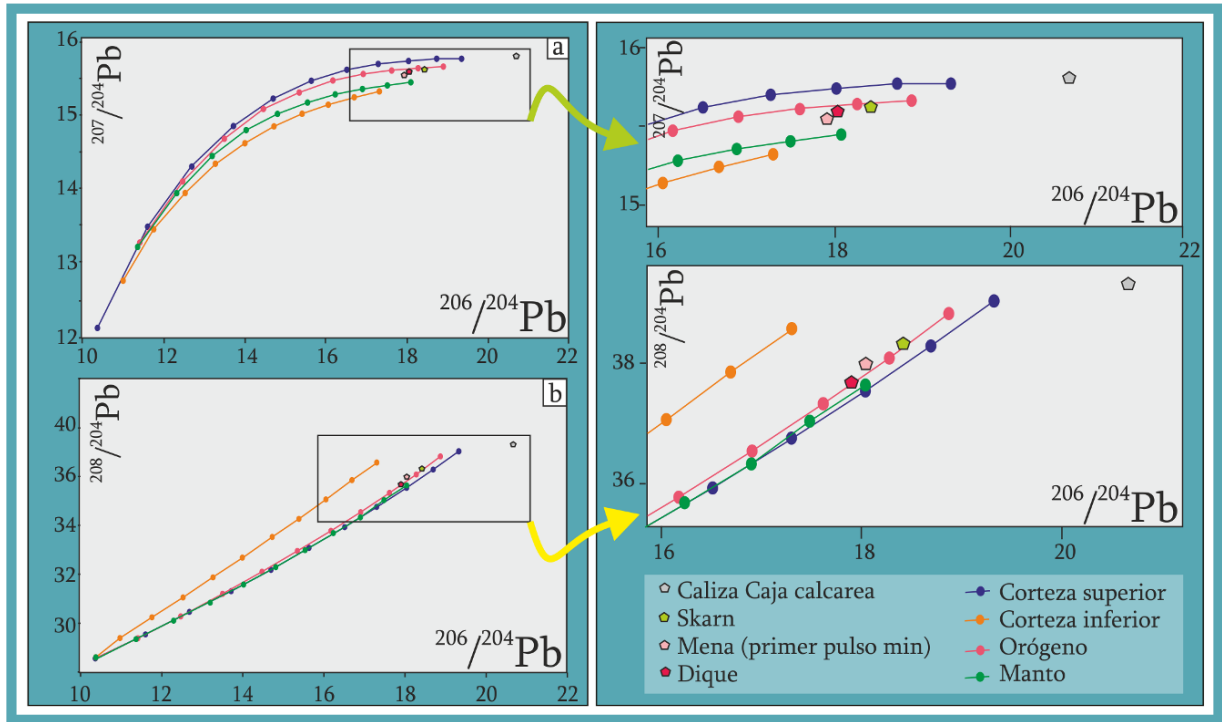 a
16
15
14
13
12
207/204Pb
10
12
14
16
18
20
22
206/204Pb
b
40
36
34
32
30
208/204Pb
10
12
14
16
18
20
22
206/204Pb
16
15
207/204Pb
16
18
20
22
206/204Pb
38
36
208/204Pb
16
18
20
206/204Pb
Caliza Caja calcarea
Skarn
Mena (primer pulso min)
Dique
Corteza superior
Corteza inferior
Orógeno
Manto